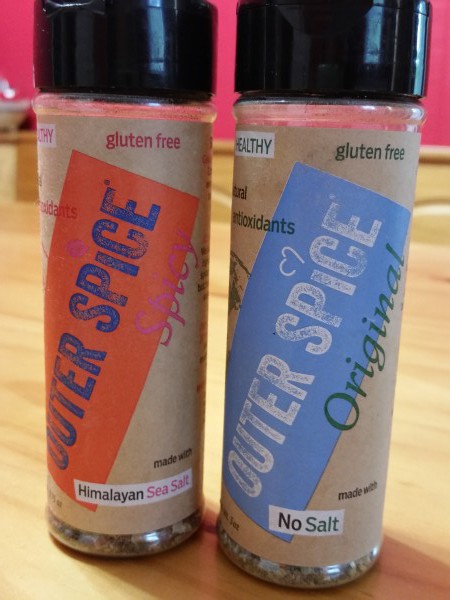 gluten free
antioxidants
OUTER SPICE
Spicy
made with
Himalayan Sea Salt
HEALTHY
gluten free
antioxidants
OUTER SPICE
Original
made with
No Salt